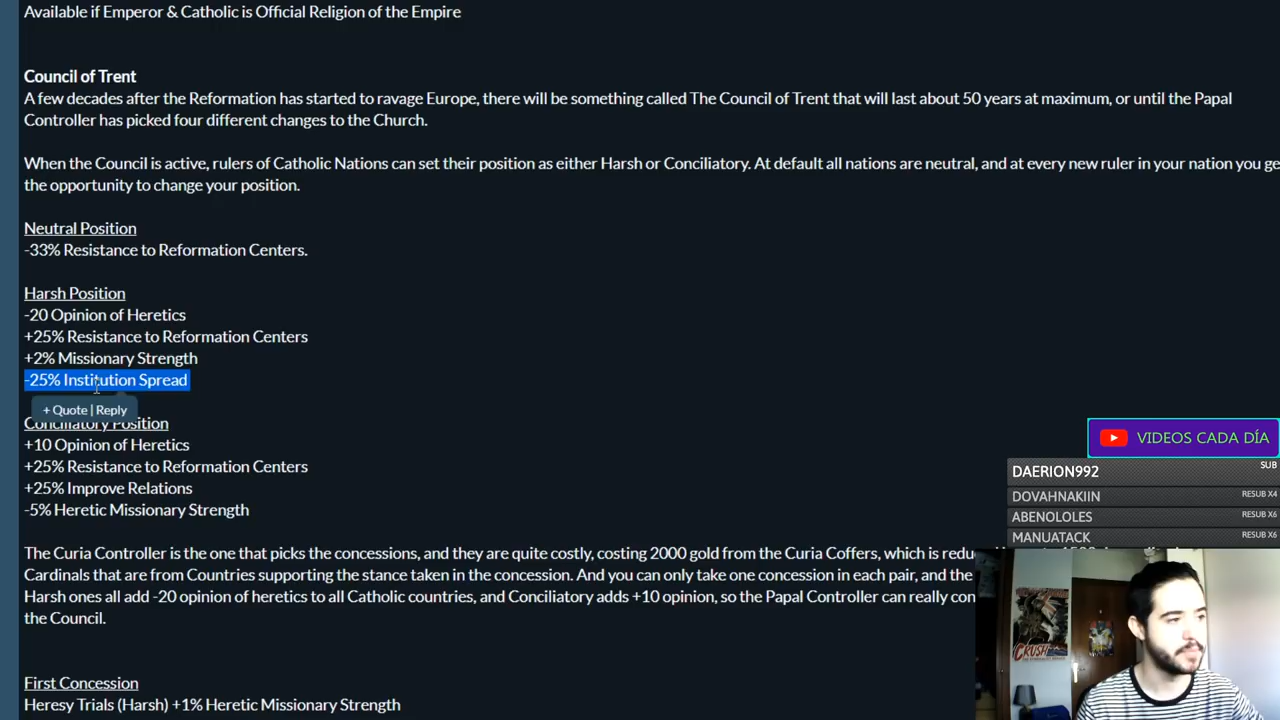 Available if Emperor & Catholic is Official Religion of the Empire
Council of Trent
A few decades after the Reformation has started to ravage Europe, there will be something called The Council of Trent that will last about 50 years at maximum, or until the Papal
Controller has picked four different changes to the Church.
When the Council is active, rulers of Catholic Nations can set their position as either Harsh or Conciliatory. At default all nations are neutral, and at every new ruler in your nation you ge
the opportunity to change your position.
Neutral Position
-33% Resistance to Reformation Centers.
Harsh Position
-20 Opinion of Heretics
+25% Resistance to Reformation Centers
+2% Missionary Strength
-25% Institution Spread
+ Quote | Reply
Conciliatory Position
+10 Opinion of Heretics
+25% Resistance to Reformation Centers
+25% Improve Relations
-5% Heretic Missionary Strength
VIDEOS CADA DÍA
DAERION992 SUB
DOVAHNAKIIN RESUB X4
ABENOLOLES RESUB X6
MANUATACK RESUB X6
The Curia Controller is the one that picks the concessions, and they are quite costly, costing 2000 gold from the Curia Coffers, which is redu
Cardinals that are from Countries supporting the stance taken in the concession. And you can only take one concession in each pair, and the
Harsh ones all add -20 opinion of heretics to all Catholic countries, and Conciliatory adds +10 opinion, so the Papal Controller can really con
the Council.
CRUSH
First Concession
Heresy Trials (Harsh) +1% Heretic Missionary Strength